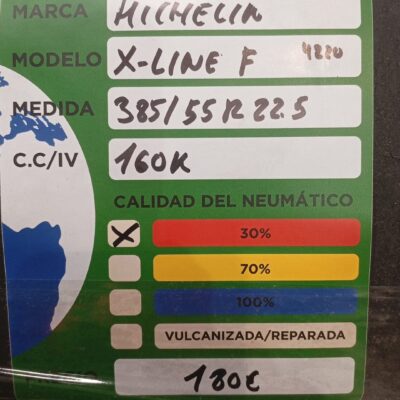 MARCA MICHELIN
MODELO X-LINE F 4220
MEDIDA 385/55 R 22.5
C.C/IV 160K
CALIDAD DEL NEUMÁTICO
X 30%
70%
100%
VULCANIZADA/REPARADA
180€